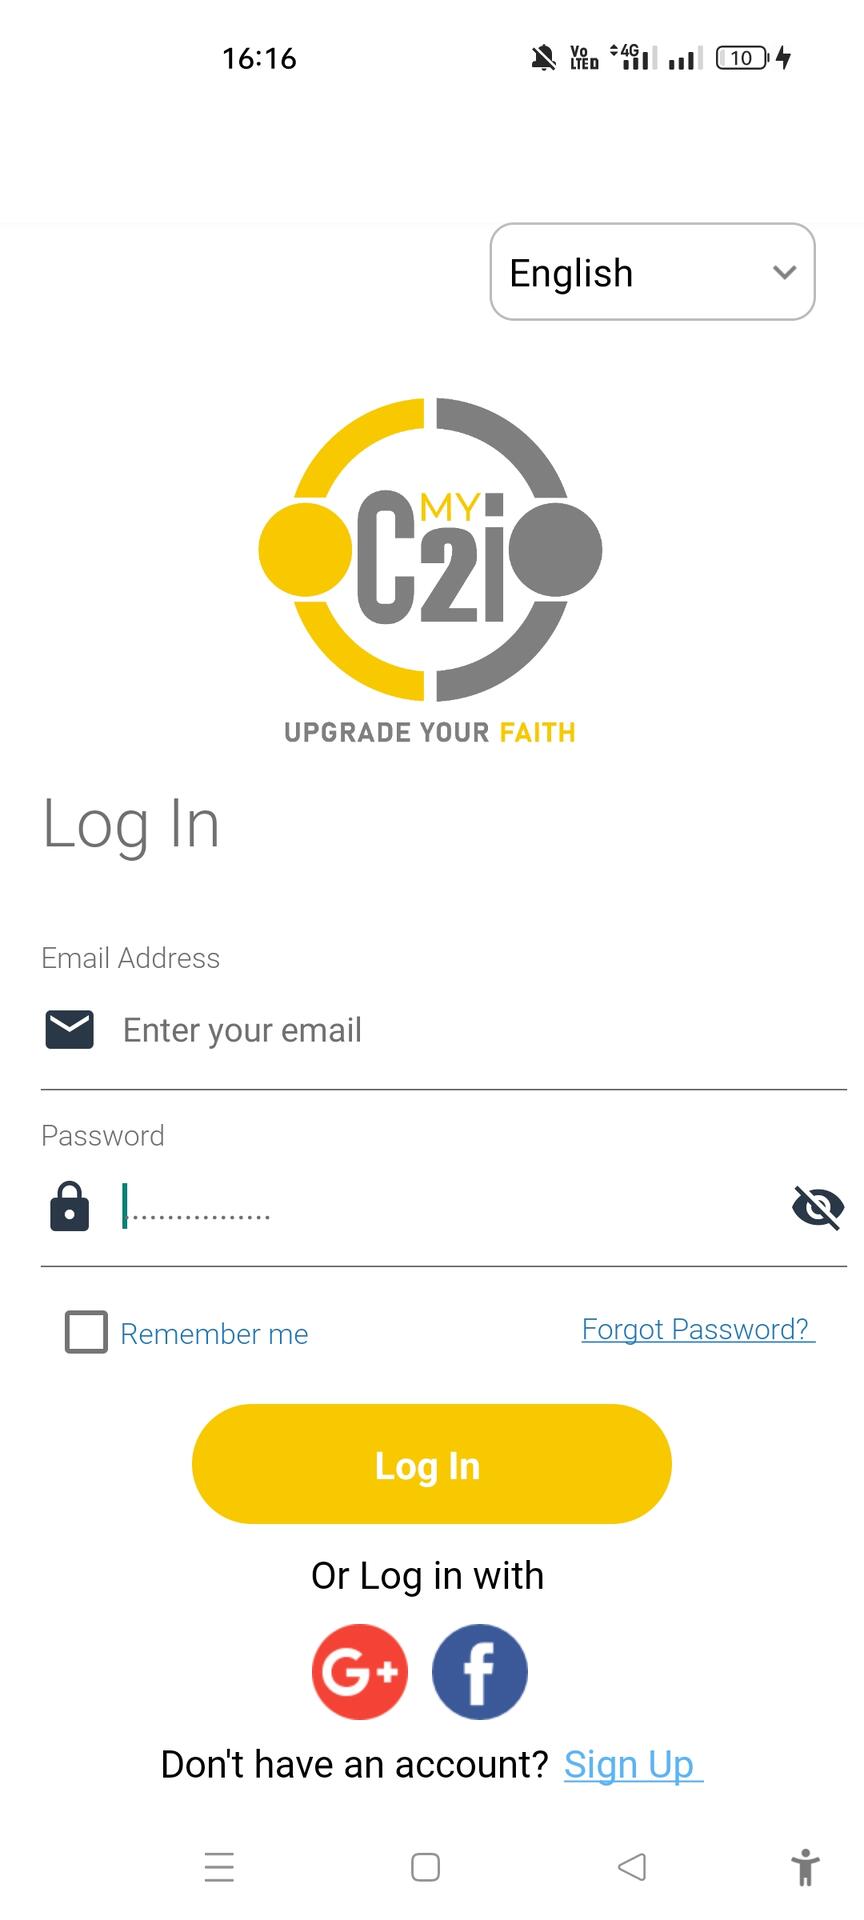 16:16
Vo LTE D
4G
10
English
MY
C2i
UPGRADE YOUR FAITH
Log In
Email Address
Enter your email
Password
................
Remember me
Forgot Password?
Log In
Or Log in with
G+ f
Don't have an account? Sign Up